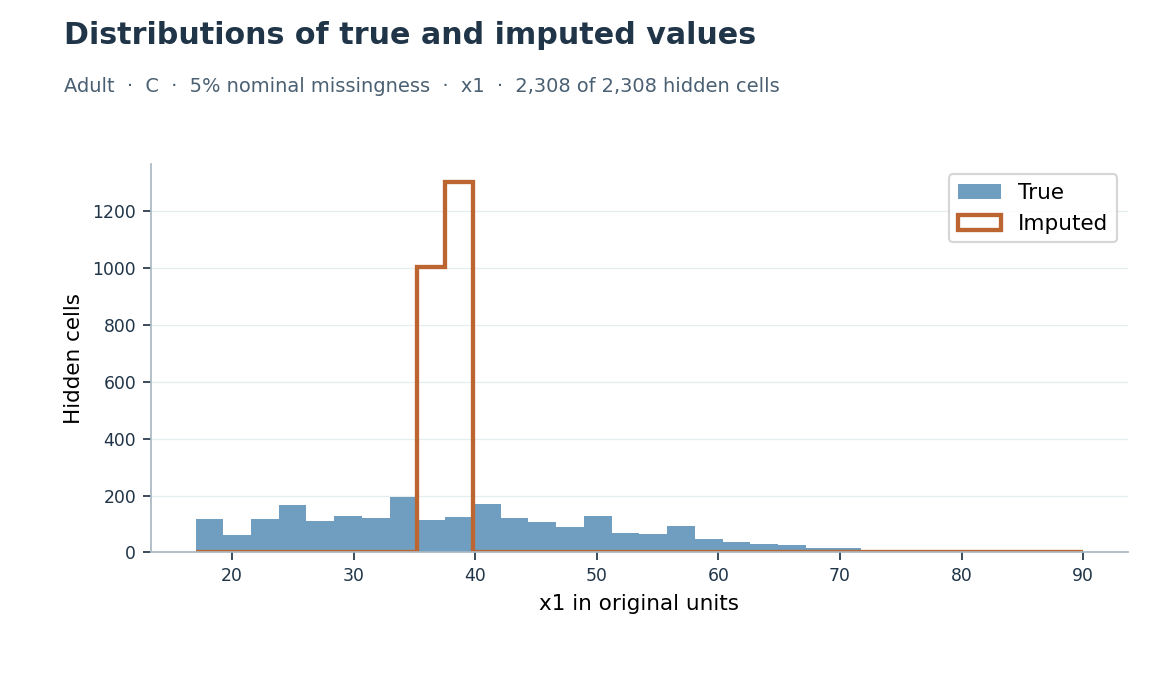 Distributions of true and imputed values
Adult · C · 5% nominal missingness · x1 · 2,308 of 2,308 hidden cells
True
Imputed
Hidden cells
1200
1000
800
600
400
200
0
20 30 40 50 60 70 80 90
x1 in original units